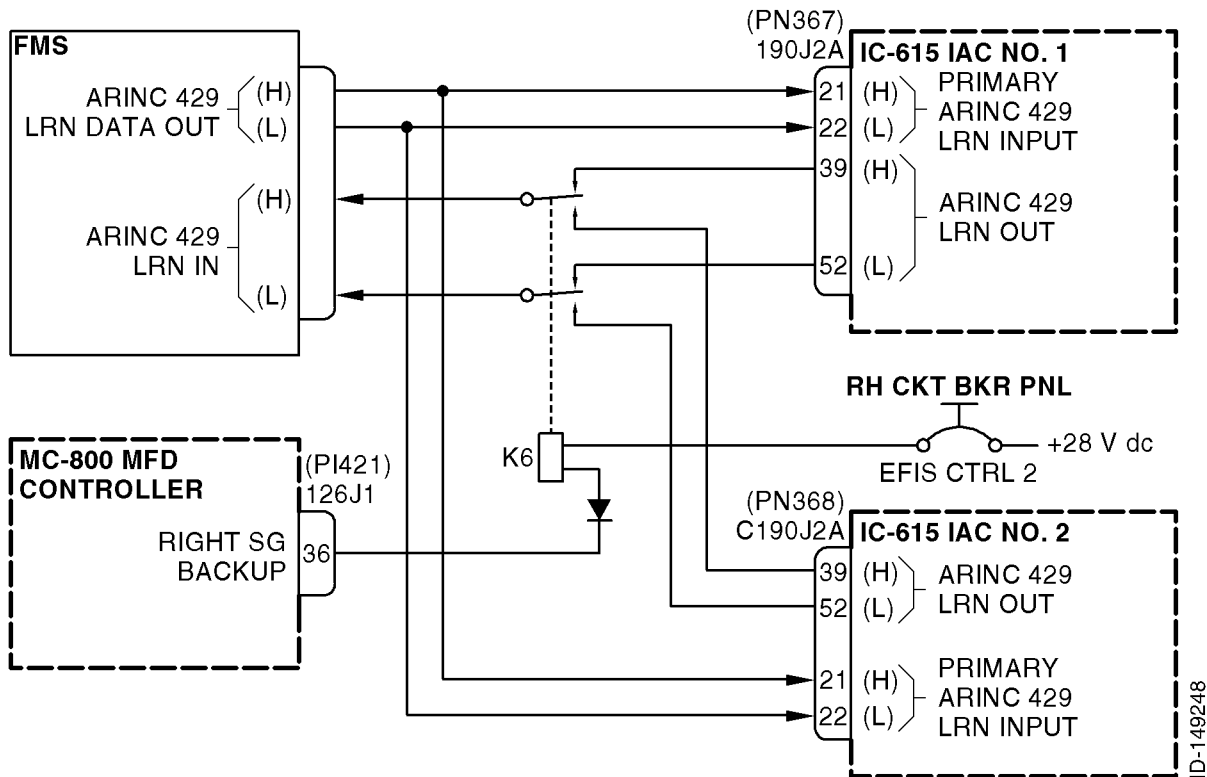 FMS
ARINC 429
LRN DATA OUT
(H)
(L)
ARINC 429
LRN IN
(H)
(L)
(PN367)
190J2A
IC-615 IAC NO. 1
21 (H)
22 (L)
PRIMARY
ARINC 429
LRN INPUT
39 (H)
52 (L)
ARINC 429
LRN OUT
RH CKT BKR PNL
+28 V dc
EFIS CTRL 2
K6
MC-800 MFD
CONTROLLER
(PI421)
126J1
RIGHT SG
BACKUP
36
(PN368)
C190J2A
IC-615 IAC NO. 2
39 (H)
52 (L)
ARINC 429
LRN OUT
21 (H)
22 (L)
PRIMARY
ARINC 429
LRN INPUT
ID-149248